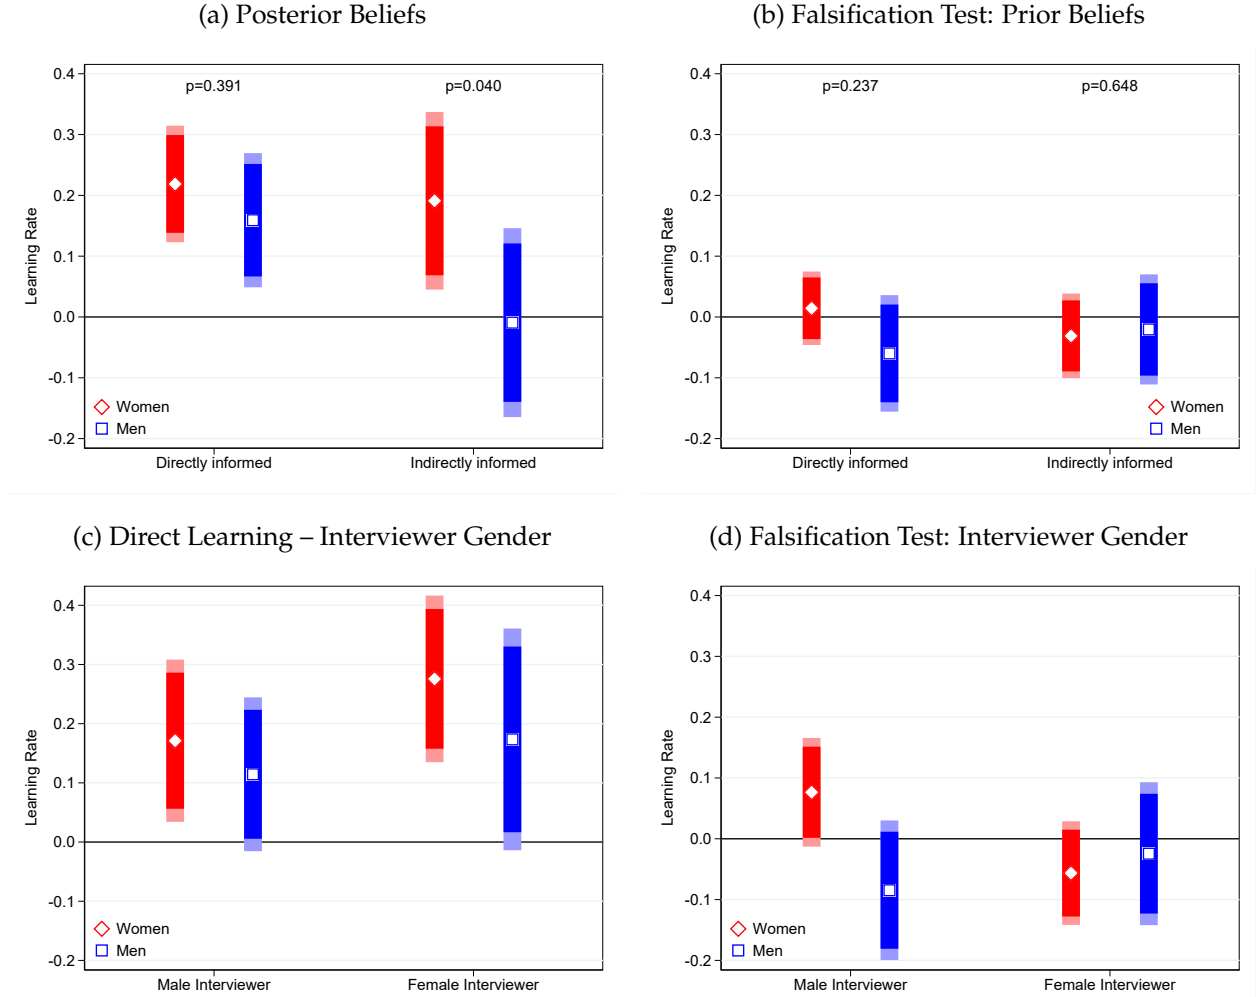 (a) Posterior Beliefs
0.4
0.3
0.2
0.1
0.0
-0.1
-0.2
Learning Rate
p=0.391
p=0.040
Women
Men
Directly informed
Indirectly informed
(b) Falsification Test: Prior Beliefs
0.4
0.3
0.2
0.1
0.0
-0.1
-0.2
Learning Rate
p=0.237
p=0.648
Women
Men
Directly informed
Indirectly informed
(c) Direct Learning – Interviewer Gender
0.4
0.3
0.2
0.1
0.0
-0.1
-0.2
Learning Rate
Women
Men
Male Interviewer
Female Interviewer
(d) Falsification Test: Interviewer Gender
0.4
0.3
0.2
0.1
0.0
-0.1
-0.2
Learning Rate
Women
Men
Male Interviewer
Female Interviewer